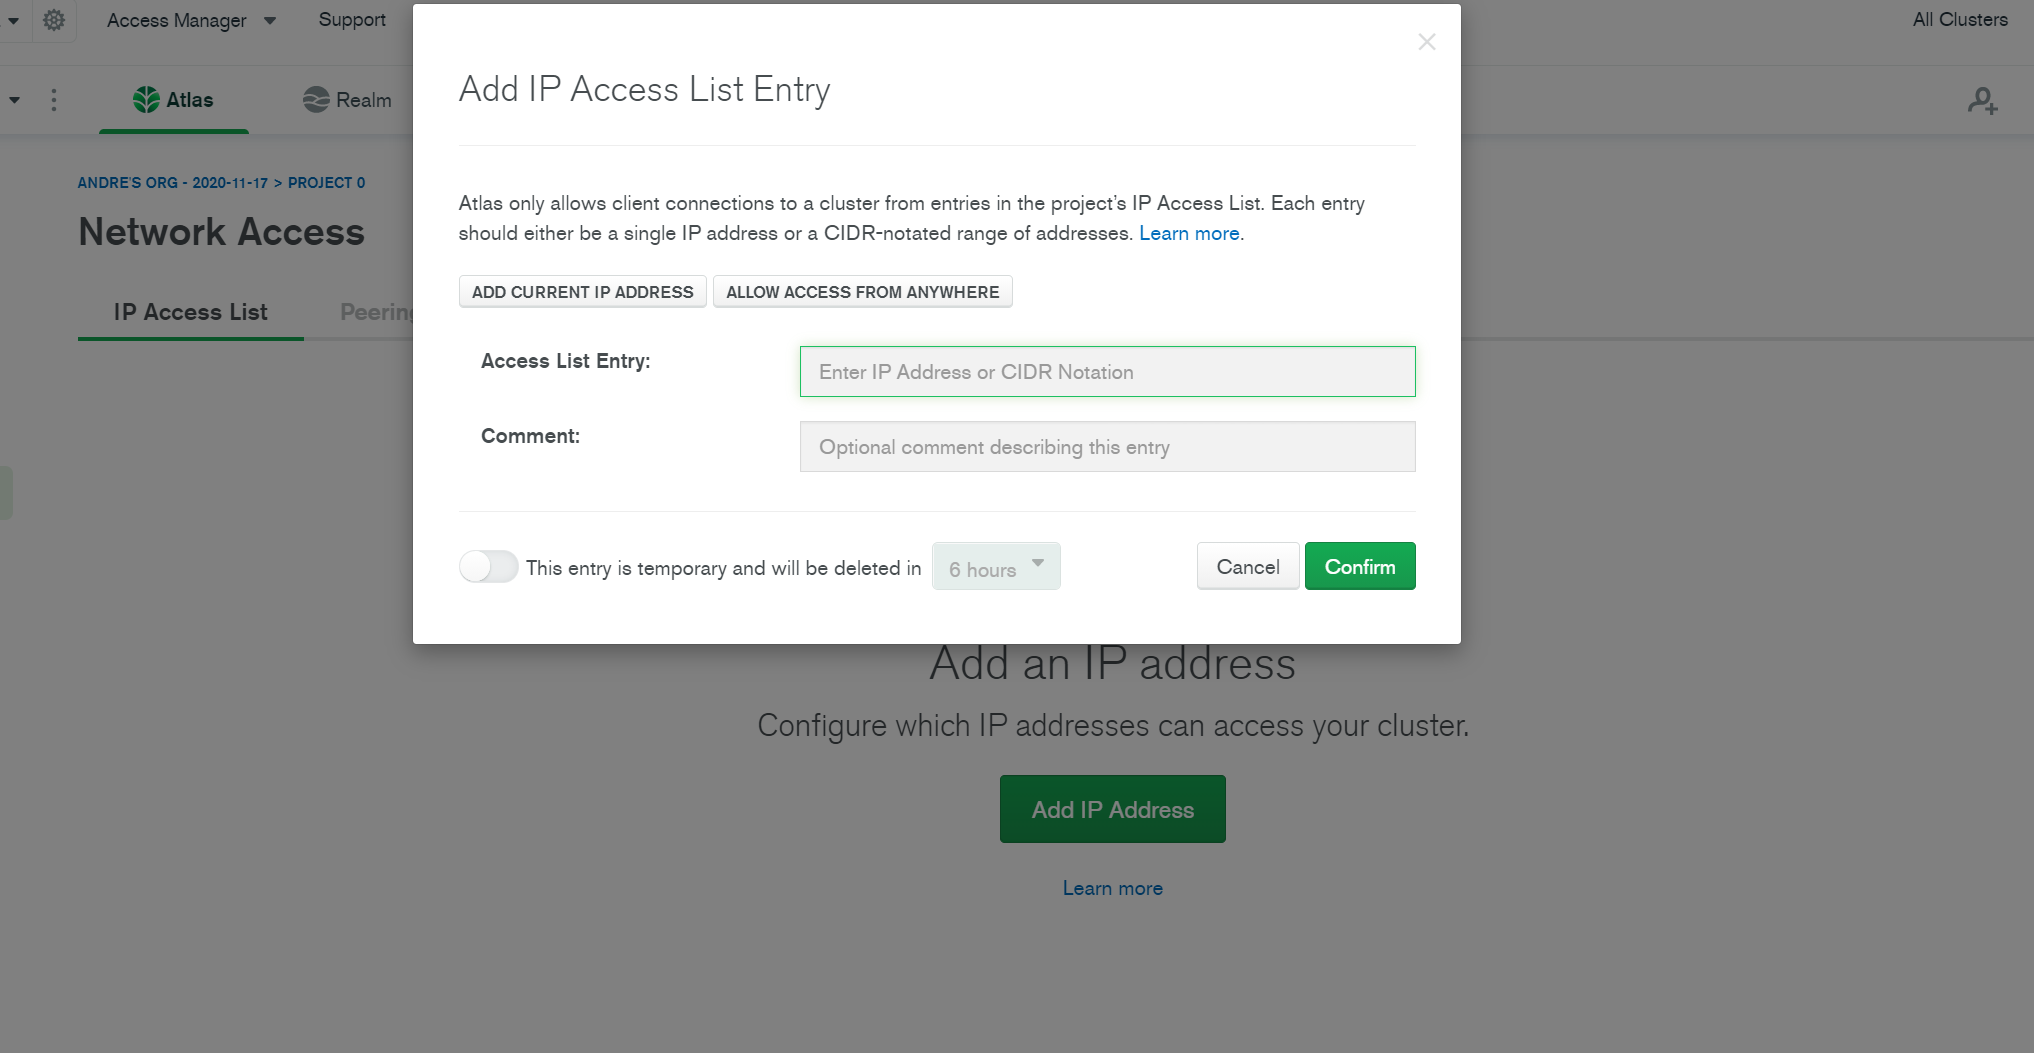 Access Manager
Support
All Clusters
Atlas
Realm
ANDRE'S ORG - 2020-11-17 > PROJECT 0
Network Access
IP Access List
Peering
Add IP Access List Entry
Atlas only allows client connections to a cluster from entries in the project's IP Access List. Each entry
should either be a single IP address or a CIDR-notated range of addresses. Learn more.
ADD CURRENT IP ADDRESS
ALLOW ACCESS FROM ANYWHERE
Access List Entry:
Enter IP Address or CIDR Notation
Comment:
Optional comment describing this entry
This entry is temporary and will be deleted in
6 hours
Cancel
Confirm
Add an IP address
Configure which IP addresses can access your cluster.
Add IP Address
Learn more